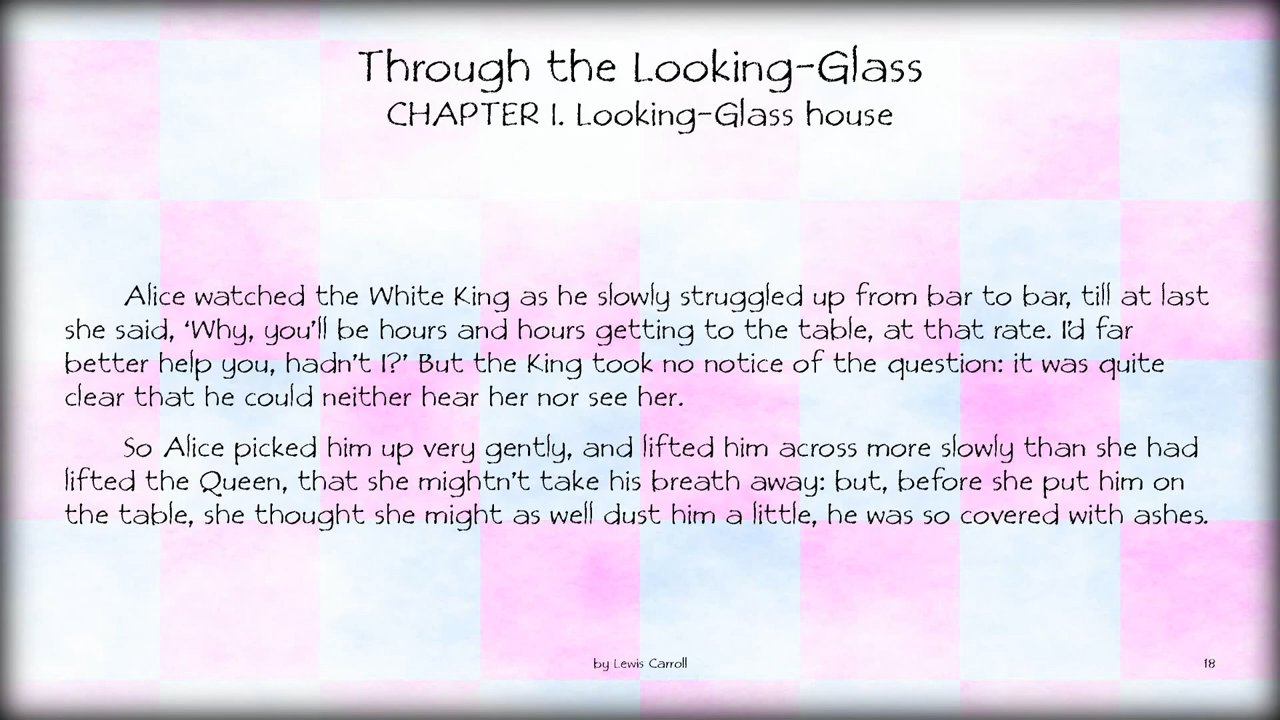 Through the Looking-Glass
CHAPTER I. Looking-Glass house
Alice watched the White King as he slowly struggled up from bar to bar, till at last
she said, ‘Why, you’ll be hours and hours getting to the table, at that rate. I’d far
better help you, hadn’t I?’ But the King took no notice of the question: it was quite
clear that he could neither hear her nor see her.
So Alice picked him up very gently, and lifted him across more slowly than she had
lifted the Queen, that she mightn’t take his breath away: but, before she put him on
the table, she thought she might as well dust him a little, he was so covered with ashes.
by Lewis Carroll
18